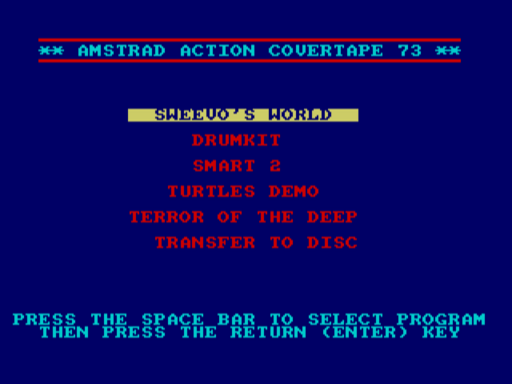 ** AMSTRAD ACTION COVERTAPE 73 **
SWEEVO'S WORLD
DRUMKIT
SMART 2
TURTLES DEMO
TERROR OF THE DEEP
TRANSFER TO DISC
PRESS THE SPACE BAR TO SELECT PROGRAM
THEN PRESS THE RETURN (ENTER) KEY